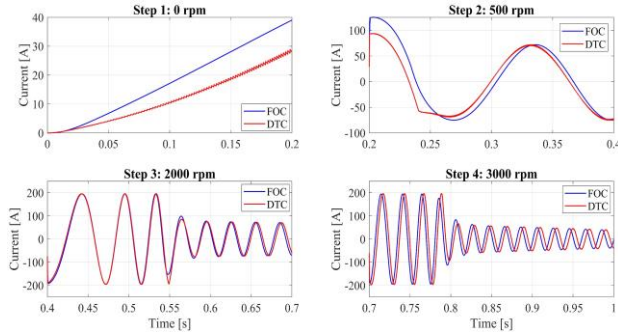 Step 1: 0 rpm
40
30
20
10
0
Current [A]
FOC
DTC
0 0.05 0.1 0.15 0.2
Step 2: 500 rpm
100
50
0
-50
-100
Current [A]
FOC
DTC
0.2 0.25 0.3 0.35 0.4
Step 3: 2000 rpm
200
100
0
-100
-200
Current [A]
FOC
DTC
0.4 0.45 0.5 0.55 0.6 0.65 0.7
Time [s]
Step 4: 3000 rpm
200
100
0
-100
-200
Current [A]
FOC
DTC
0.7 0.75 0.8 0.85 0.9 0.95 1
Time [s]